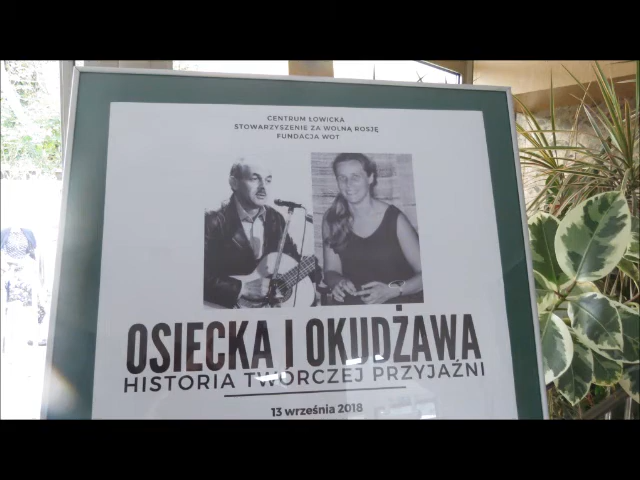 CENTRUM ŁOWICKA
STOWARZYSZENIE ZA WOLNĄ ROSJĘ
FUNDACJA WOT
OSIECKA I OKUDŻAWA
HISTORIA TWÓRCZEJ PRZYJAŹNI
13 września 2018